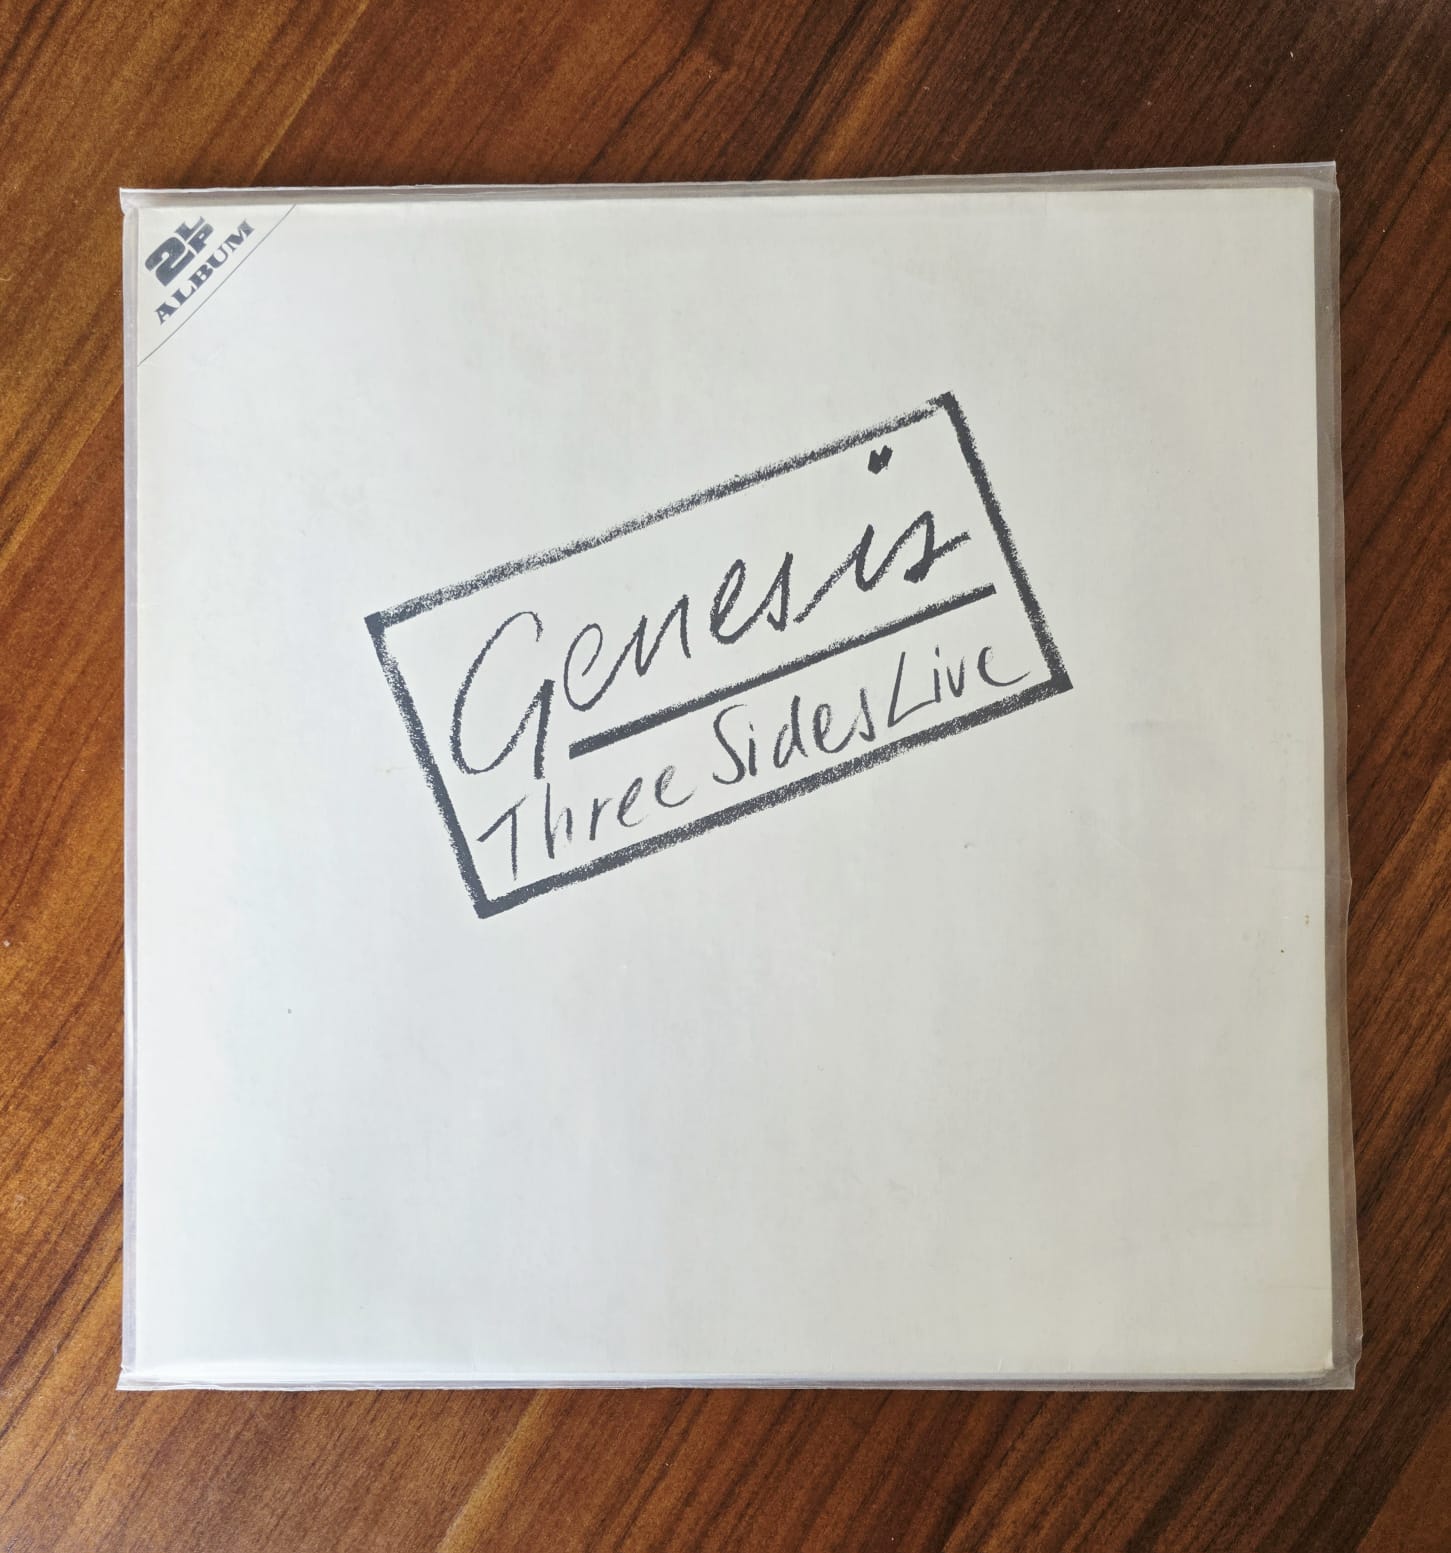 2LP
ALBUM
Genesis
Three Sides Live